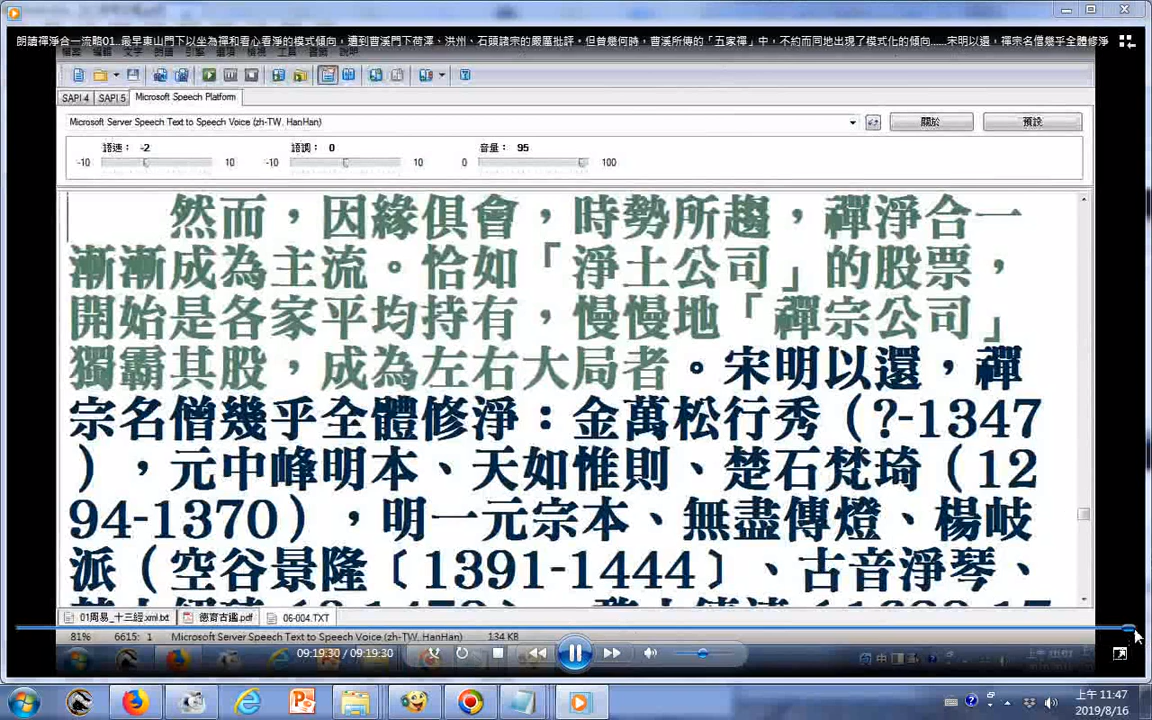 朗讀禪淨合一流略01..最早東山門下以坐為禪和看心看淨的模式傾向，遭到曹溪門下荷澤、洪州、石頭諸宗的嚴厲批評。但曾幾何時，曹溪所傳的「五家禪」中，不約而同地出現了模式化的傾向......宋明以還，禪宗名僧幾乎全體修淨
SAPI 4 SAPI 5 Microsoft Speech Platform
Microsoft Server Speech Text to Speech Voice (zh-TW, HanHan) 關於 預設
語速： -2 語調： 0 音量： 95
-10 10 -10 10 0 100
然而，因緣俱會，時勢所趨，禪淨合一
漸漸成為主流。恰如「淨土公司」的股票，
開始是各家平均持有，慢慢地「禪宗公司」
獨霸其股，成為左右大局者。宋明以還，禪
宗名僧幾乎全體修淨：金萬松行秀（?-1347
），元中峰明本、天如惟則、楚石梵琦（12
94-1370），明一元宗本、無盡傳燈、楊岐
派（空谷景隆〔1391-1444〕、古音淨琴、
01周易_十三經.xml.txt 德育古鑑.pdf 06-004.TXT
81% 6615: 1 Microsoft Server Speech Text to Speech Voice (zh-TW, HanHan) 134 KB
09:19:30 / 09:19:30
上午 11:47
2019/8/16